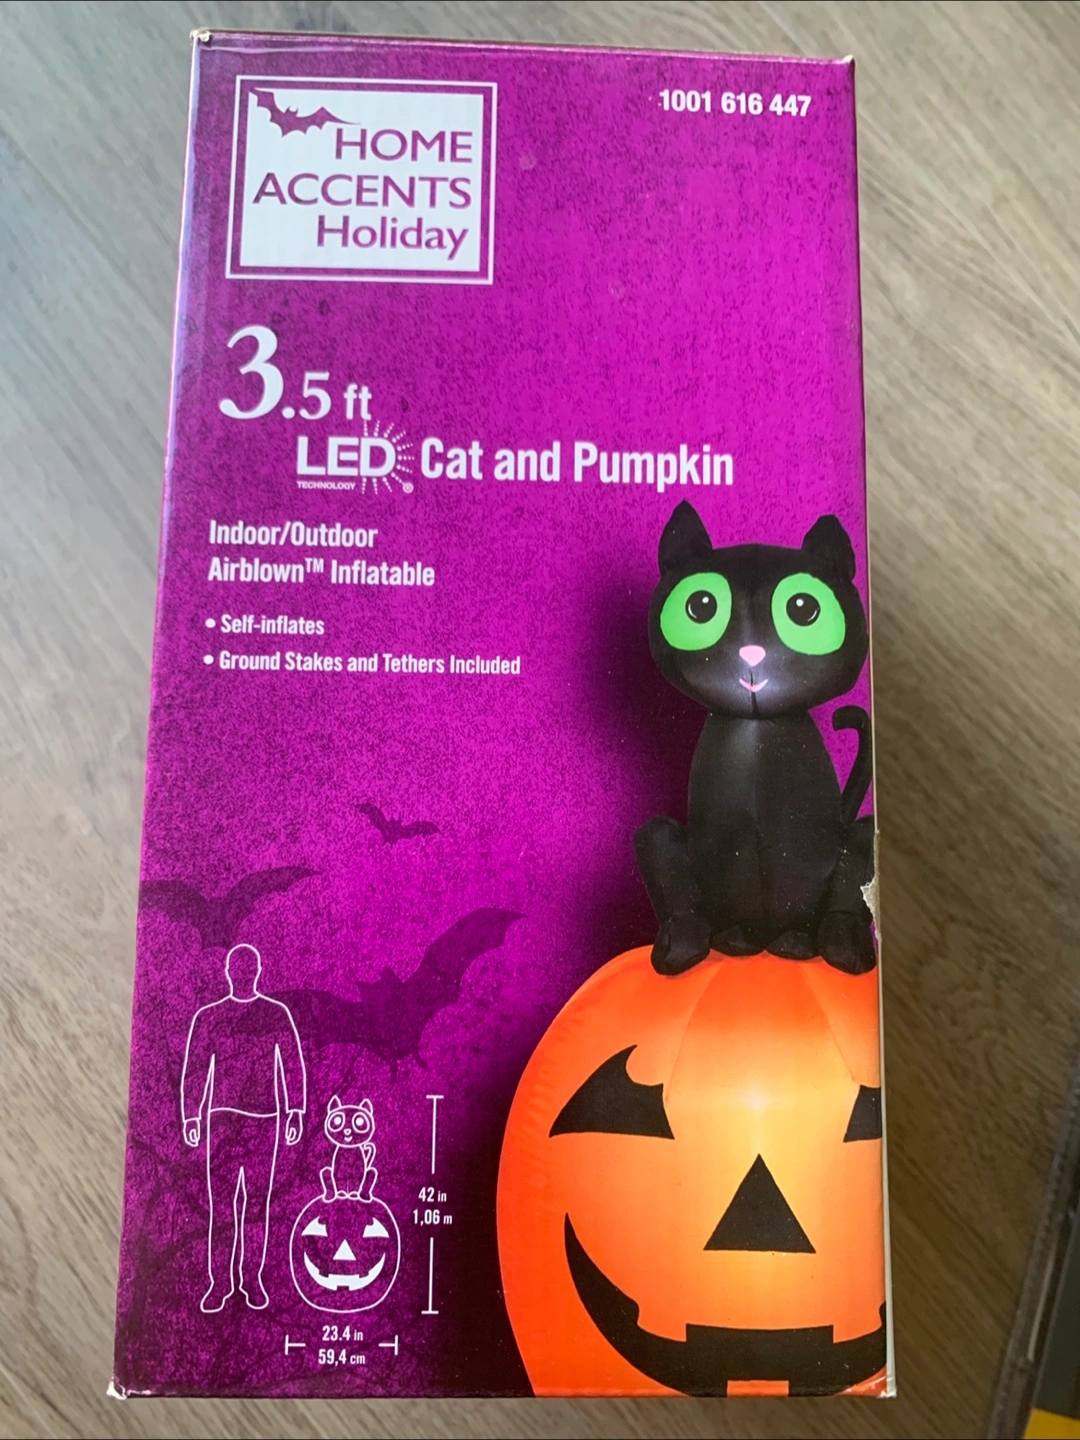 HOME
ACCENTS
Holiday
1001 616 447
3.5 ft
LED Cat and Pumpkin
TECHNOLOGY ®
Indoor/Outdoor
Airblown™ Inflatable
• Self-inflates
• Ground Stakes and Tethers Included
42 in
1,06 m
23.4 in
59,4 cm